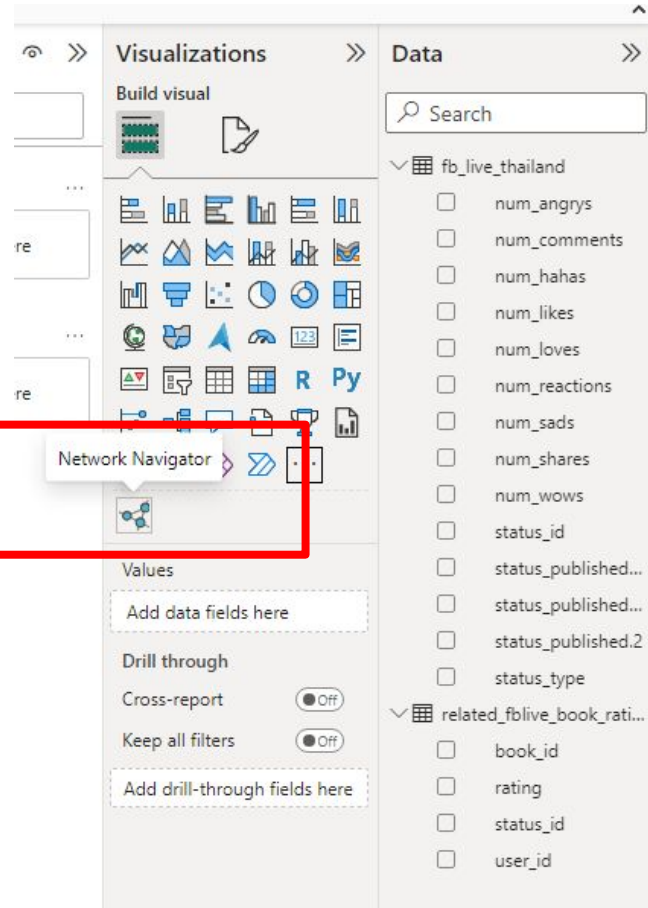 Visualizations
Build visual
123
R
Py
Network Navigator
Values
Add data fields here
Drill through
Cross-report
Off
Keep all filters
Off
Add drill-through fields here
...
re
...
re
Data
Search
fb_live_thailand
num_angrys
num_comments
num_hahas
num_likes
num_loves
num_reactions
num_sads
num_shares
num_wows
status_id
status_published...
status_published...
status_published.2
status_type
related_fblive_book_rati...
book_id
rating
status_id
user_id